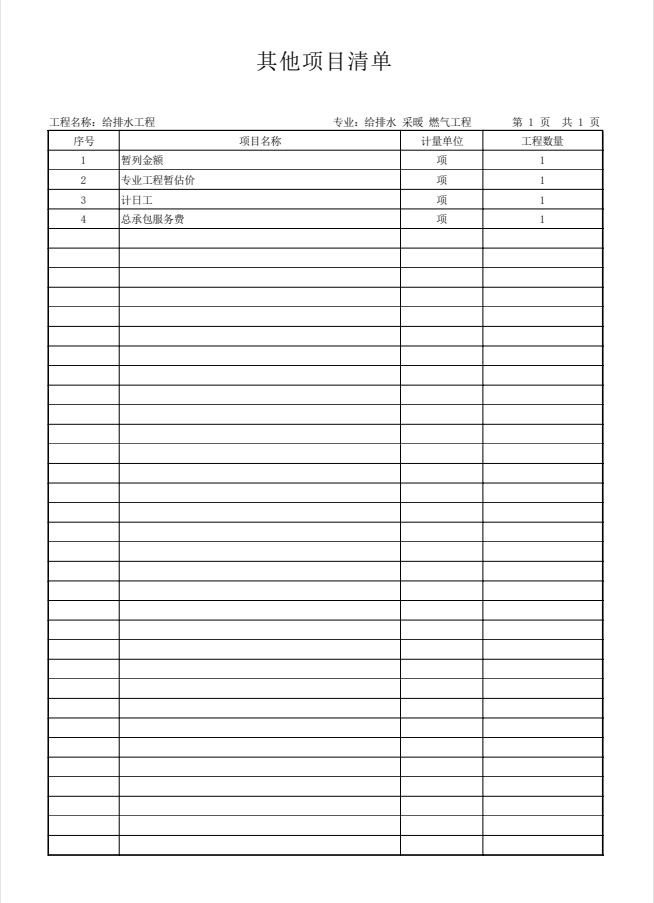 其他项目清单
工程名称：给排水工程 专业：给排水 采暖 燃气工程 第 1 页 共 1 页
序号 项目名称 计量单位 工程数量
1 暂列金额 项 1
2 专业工程暂估价 项 1
3 计日工 项 1
4 总承包服务费 项 1